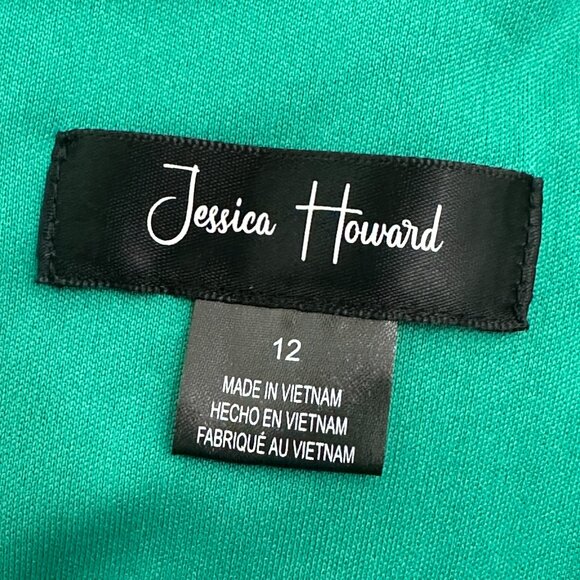 Jessica Howard
12
MADE IN VIETNAM
HECHO EN VIETNAM
FABRIQUÉ AU VIETNAM